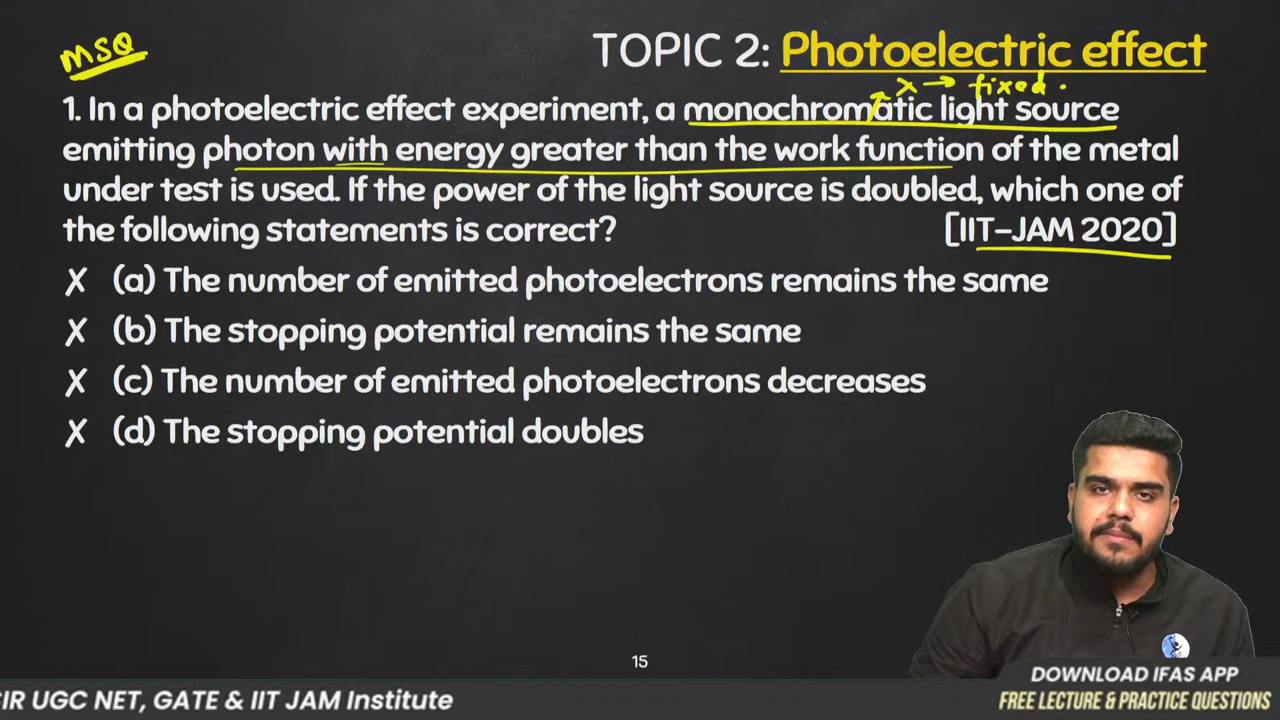 MSQ
TOPIC 2: Photoelectric effect
λ → fixed.
1. In a photoelectric effect experiment, a monochromatic light source
emitting photon with energy greater than the work function of the metal
under test is used. If the power of the light source is doubled, which one of
the following statements is correct? [IIT-JAM 2020]
X (a) The number of emitted photoelectrons remains the same
X (b) The stopping potential remains the same
X (c) The number of emitted photoelectrons decreases
X (d) The stopping potential doubles
15
DOWNLOAD IFAS APP
SIR UGC NET, GATE & IIT JAM Institute
FREE LECTURE & PRACTICE QUESTIONS